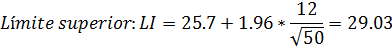 Límite superior: LI = 25.7 + 1.96 * 12/√50 = 29.03